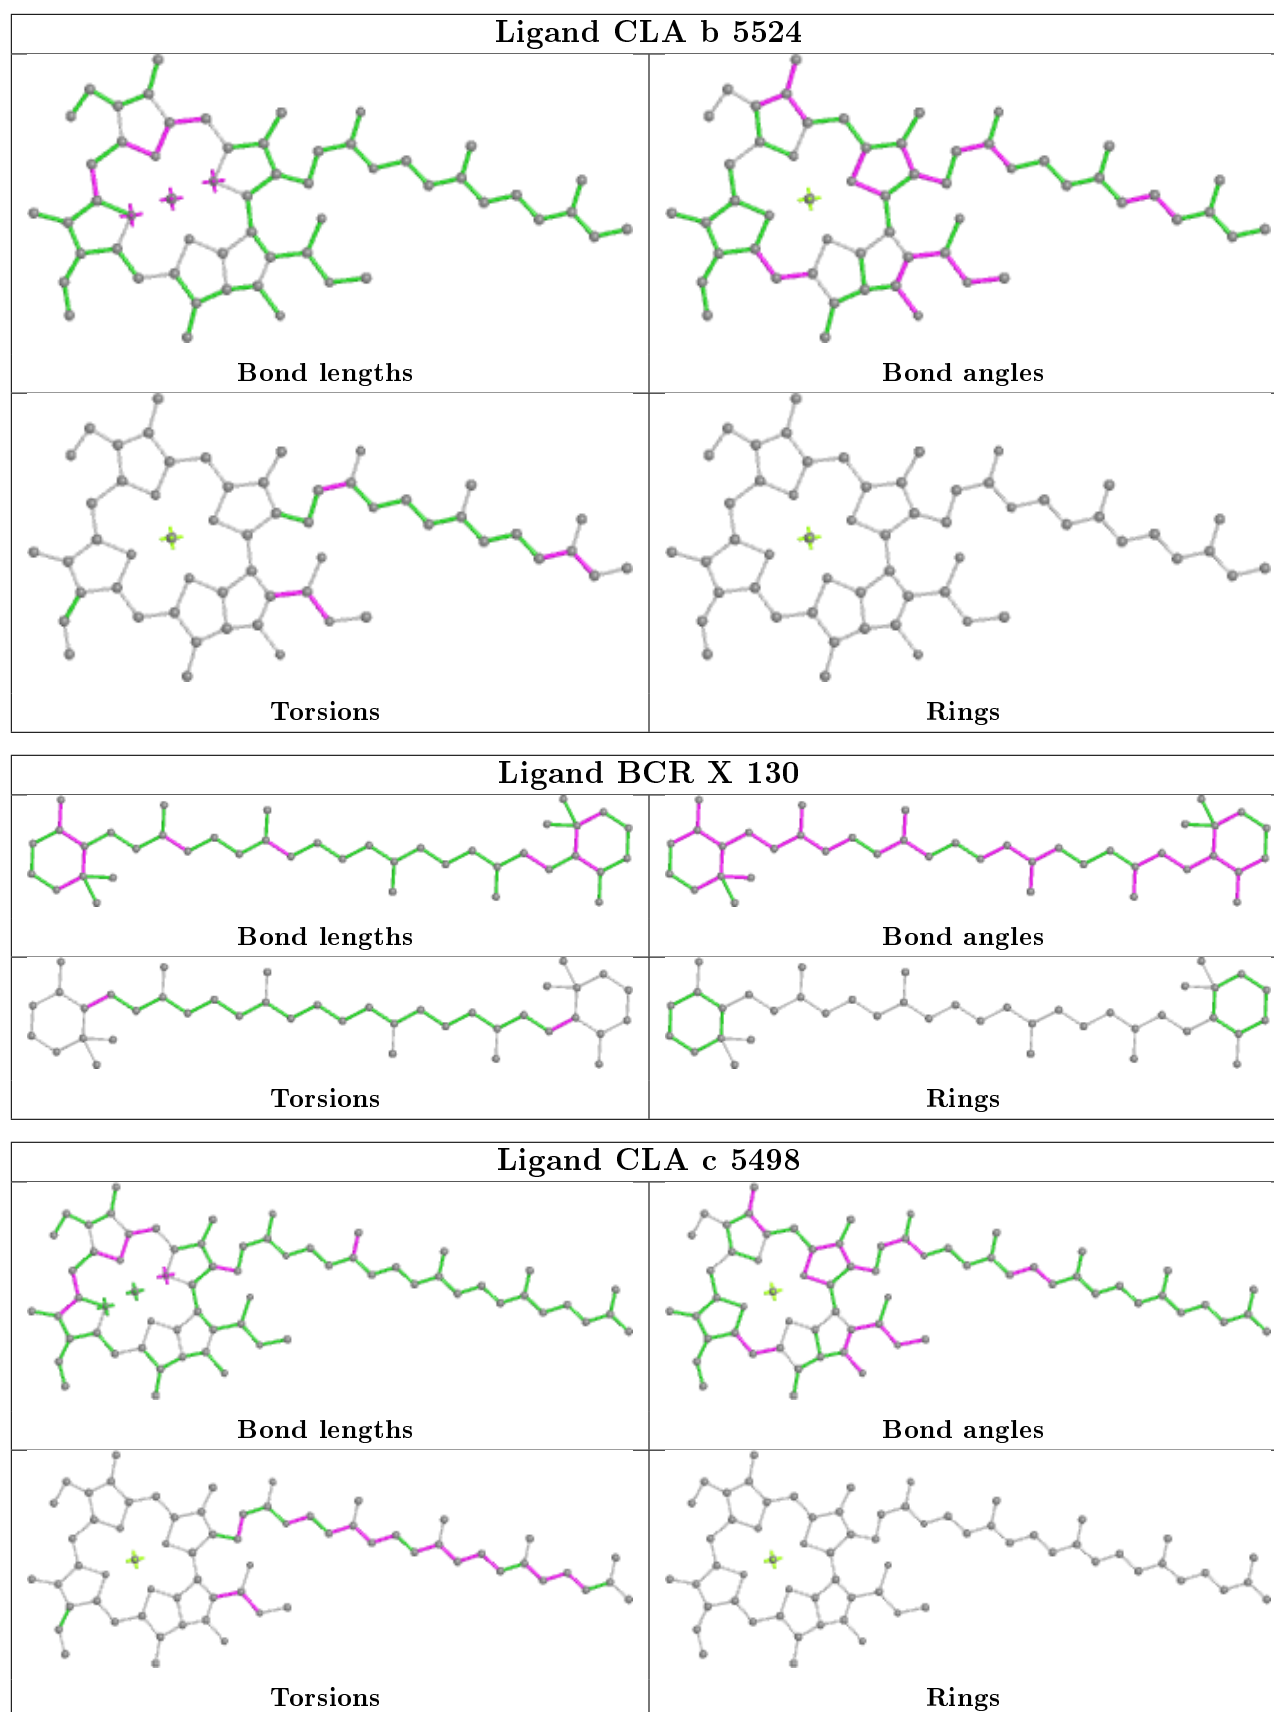 Ligand CLA b 5524
Bond lengths
Bond angles
Torsions
Rings
Ligand BCR X 130
Bond lengths
Bond angles
Torsions
Rings
Ligand CLA c 5498
Bond lengths
Bond angles
Torsions
Rings